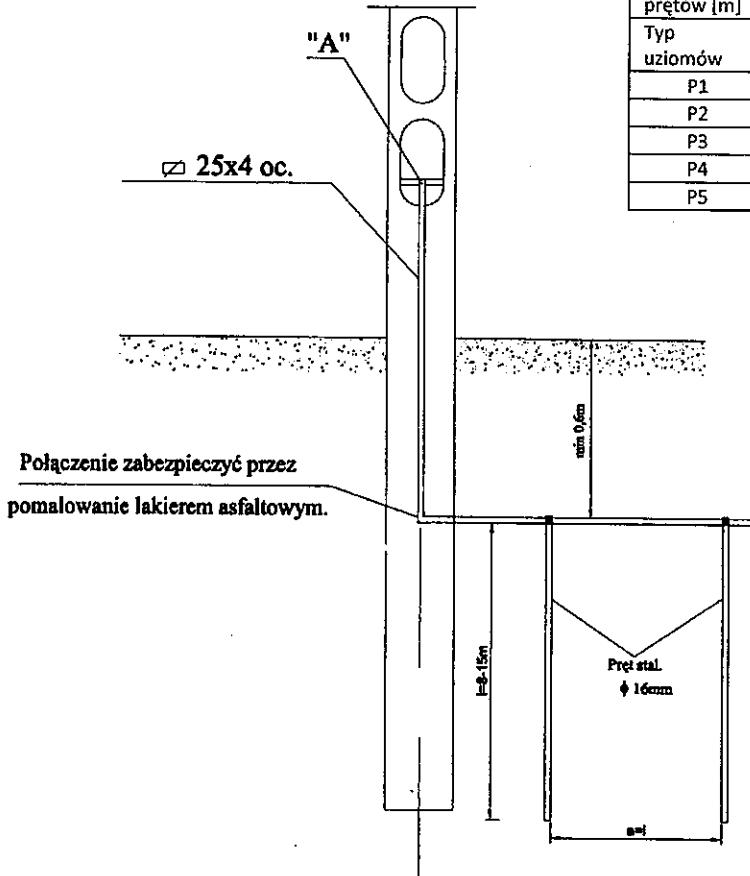 prętów [m]
Typ
uziomów
P1
P2
P3
P4
P5
"A"
25x4 oc.
min 0,6m
Połączenie zabezpieczyć przez
pomalowanie lakierem asfaltowym.
l=8-15m
Pręt stal.
ϕ 16mm
a=l